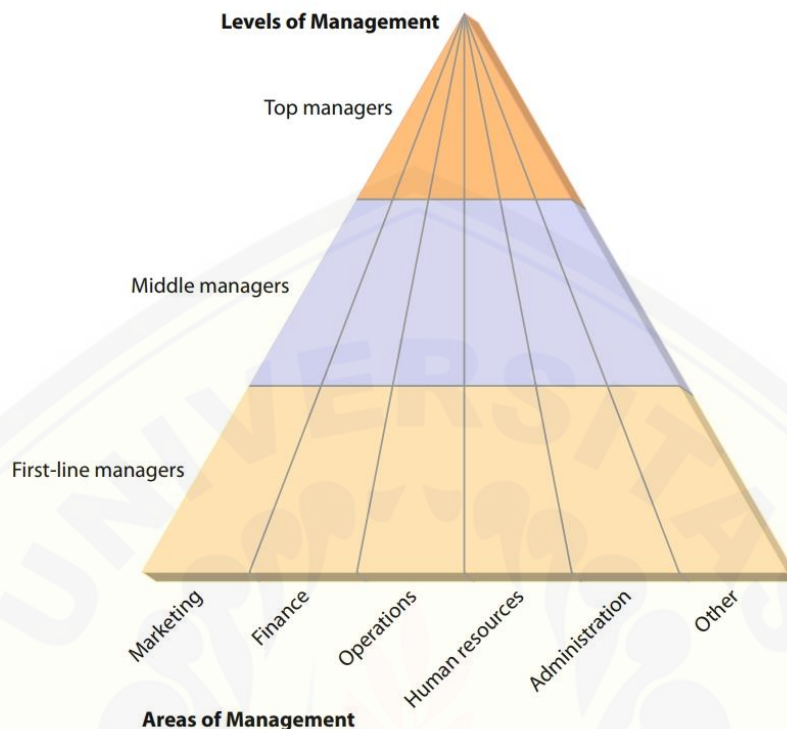 Levels of Management
Top managers
Middle managers
First-line managers
Marketing
Finance
Operations
Human resources
Administration
Other
Areas of Management
UNIVERSITAS